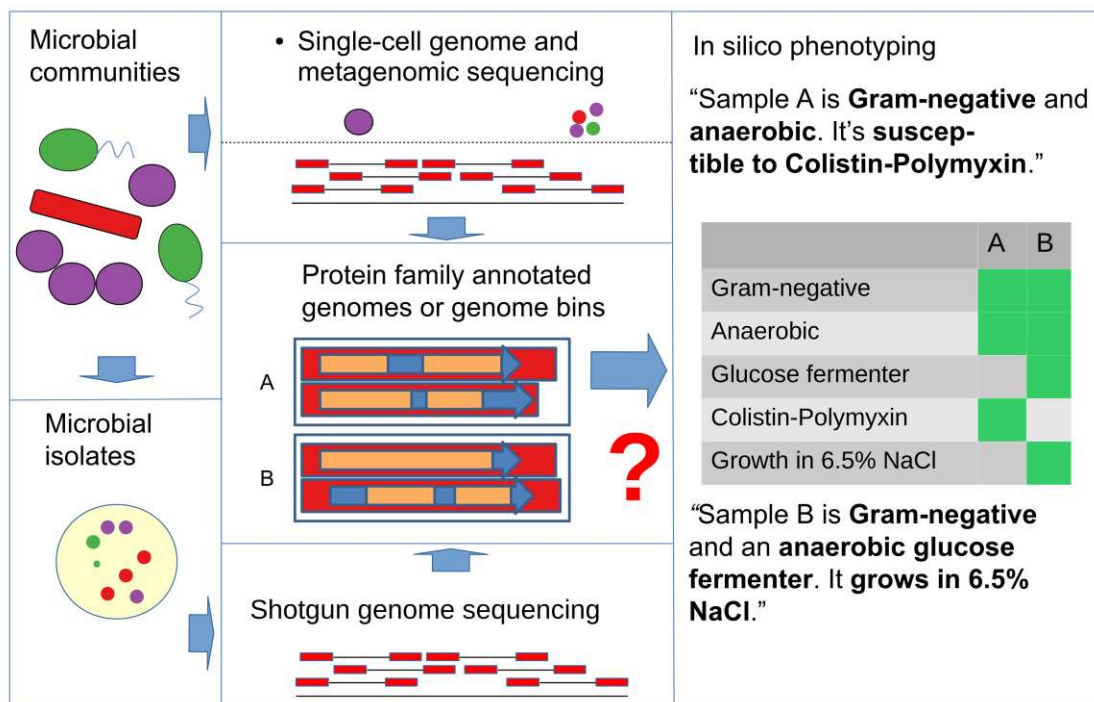 Microbial
communities
• Single-cell genome and
metagenomic sequencing
Protein family annotated
genomes or genome bins
A
B
?
Microbial
isolates
Shotgun genome sequencing
In silico phenotyping
“Sample A is Gram-negative and
anaerobic. It’s suscep-
tible to Colistin-Polymyxin.”
A B
Gram-negative
Anaerobic
Glucose fermenter
Colistin-Polymyxin
Growth in 6.5% NaCl
“Sample B is Gram-negative
and an anaerobic glucose
fermenter. It grows in 6.5%
NaCl.”